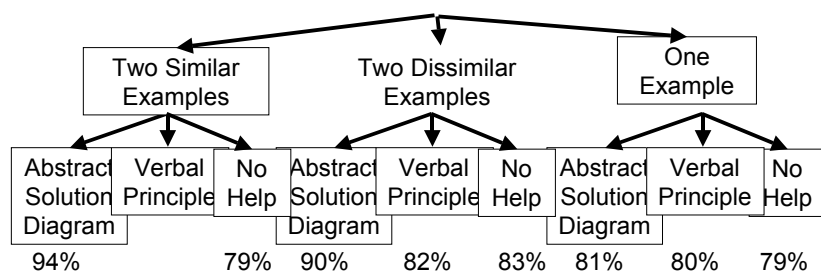 Two Similar
Examples
Two Dissimilar
Examples
One
Example
Abstract
Solution
Diagram
Verbal
Principle
No
Help
Abstract
Solution
Diagram
Verbal
Principle
No
Help
Abstract
Solution
Diagram
Verbal
Principle
No
Help
94% 79% 90% 82% 83% 81% 80% 79%